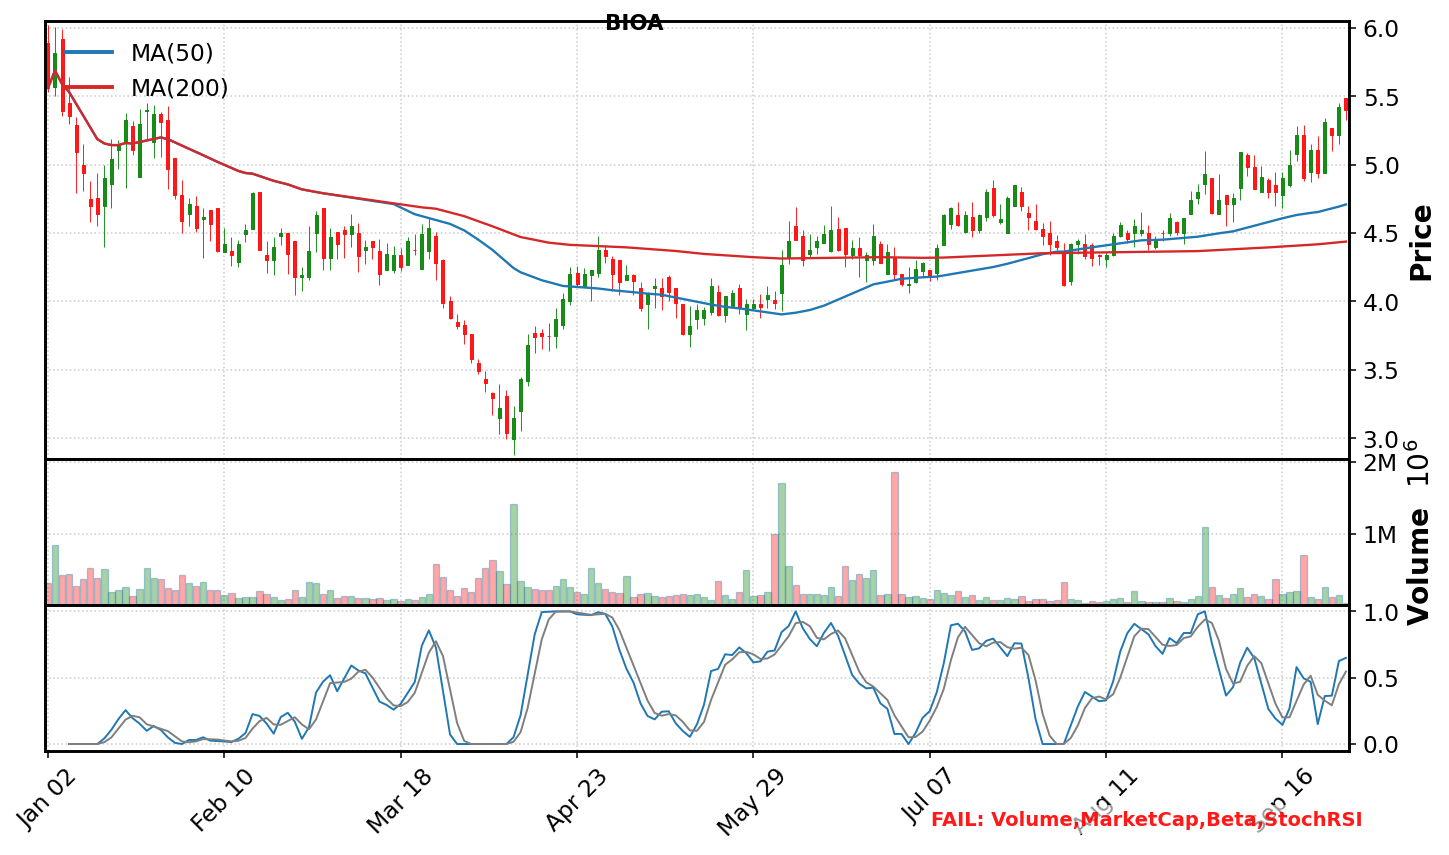 BIOA
MA(50)
MA(200)
6.0
5.5
5.0
4.5
4.0
3.5
3.0
Price
2M
1M
Volume 10^6
1.0
0.5
0.0
Jan 02
Feb 10
Mar 18
Apr 23
May 29
Jul 07
Aug 11
Sep 16
FAIL: Volume,MarketCap,Beta,StochRSI